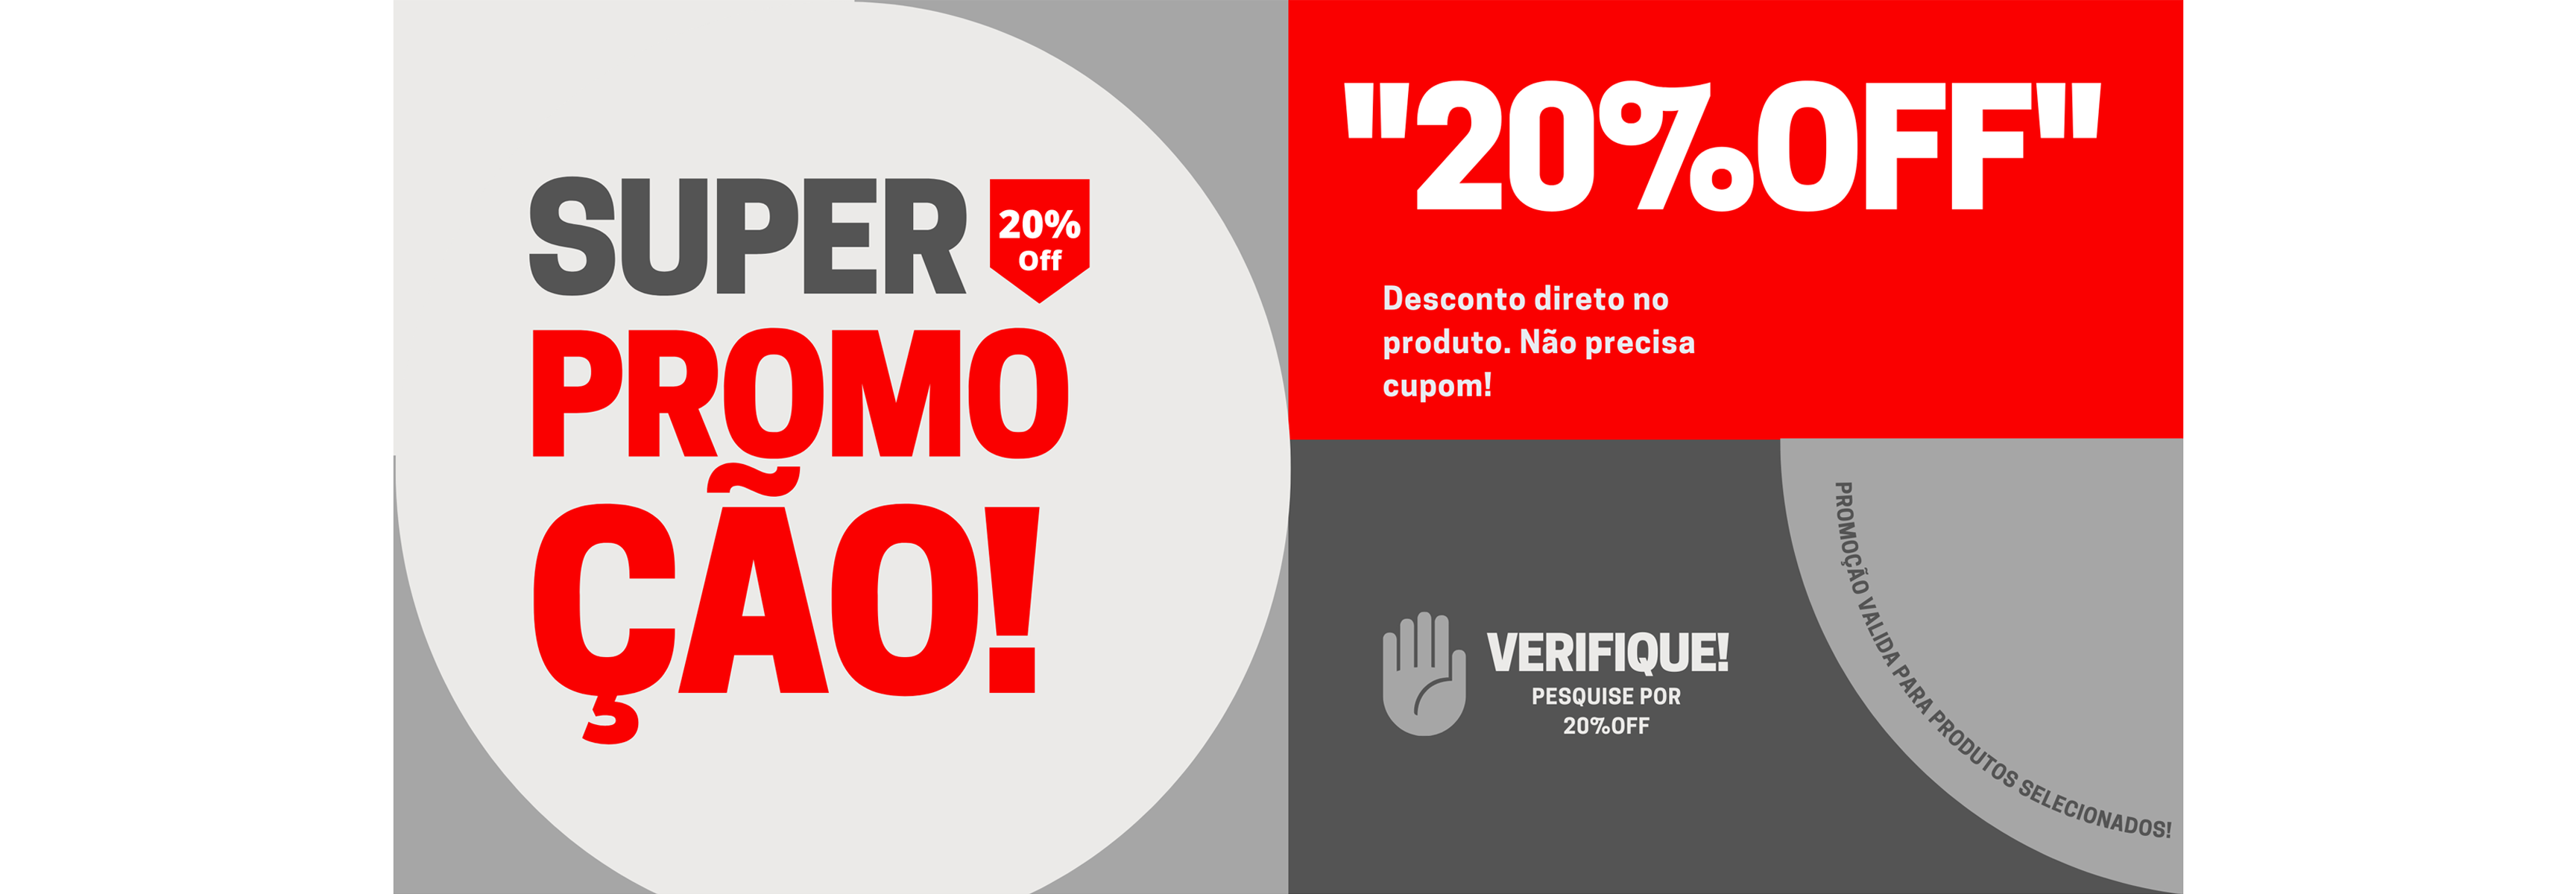 SUPER
20%
Off
PROMO
ÇÃO!
"20%OFF"
Desconto direto no
produto. Não precisa
cupom!
VERIFIQUE!
PESQUISE POR
20%OFF
PROMOÇÃO VALIDA PARA PRODUTOS SELECIONADOS!